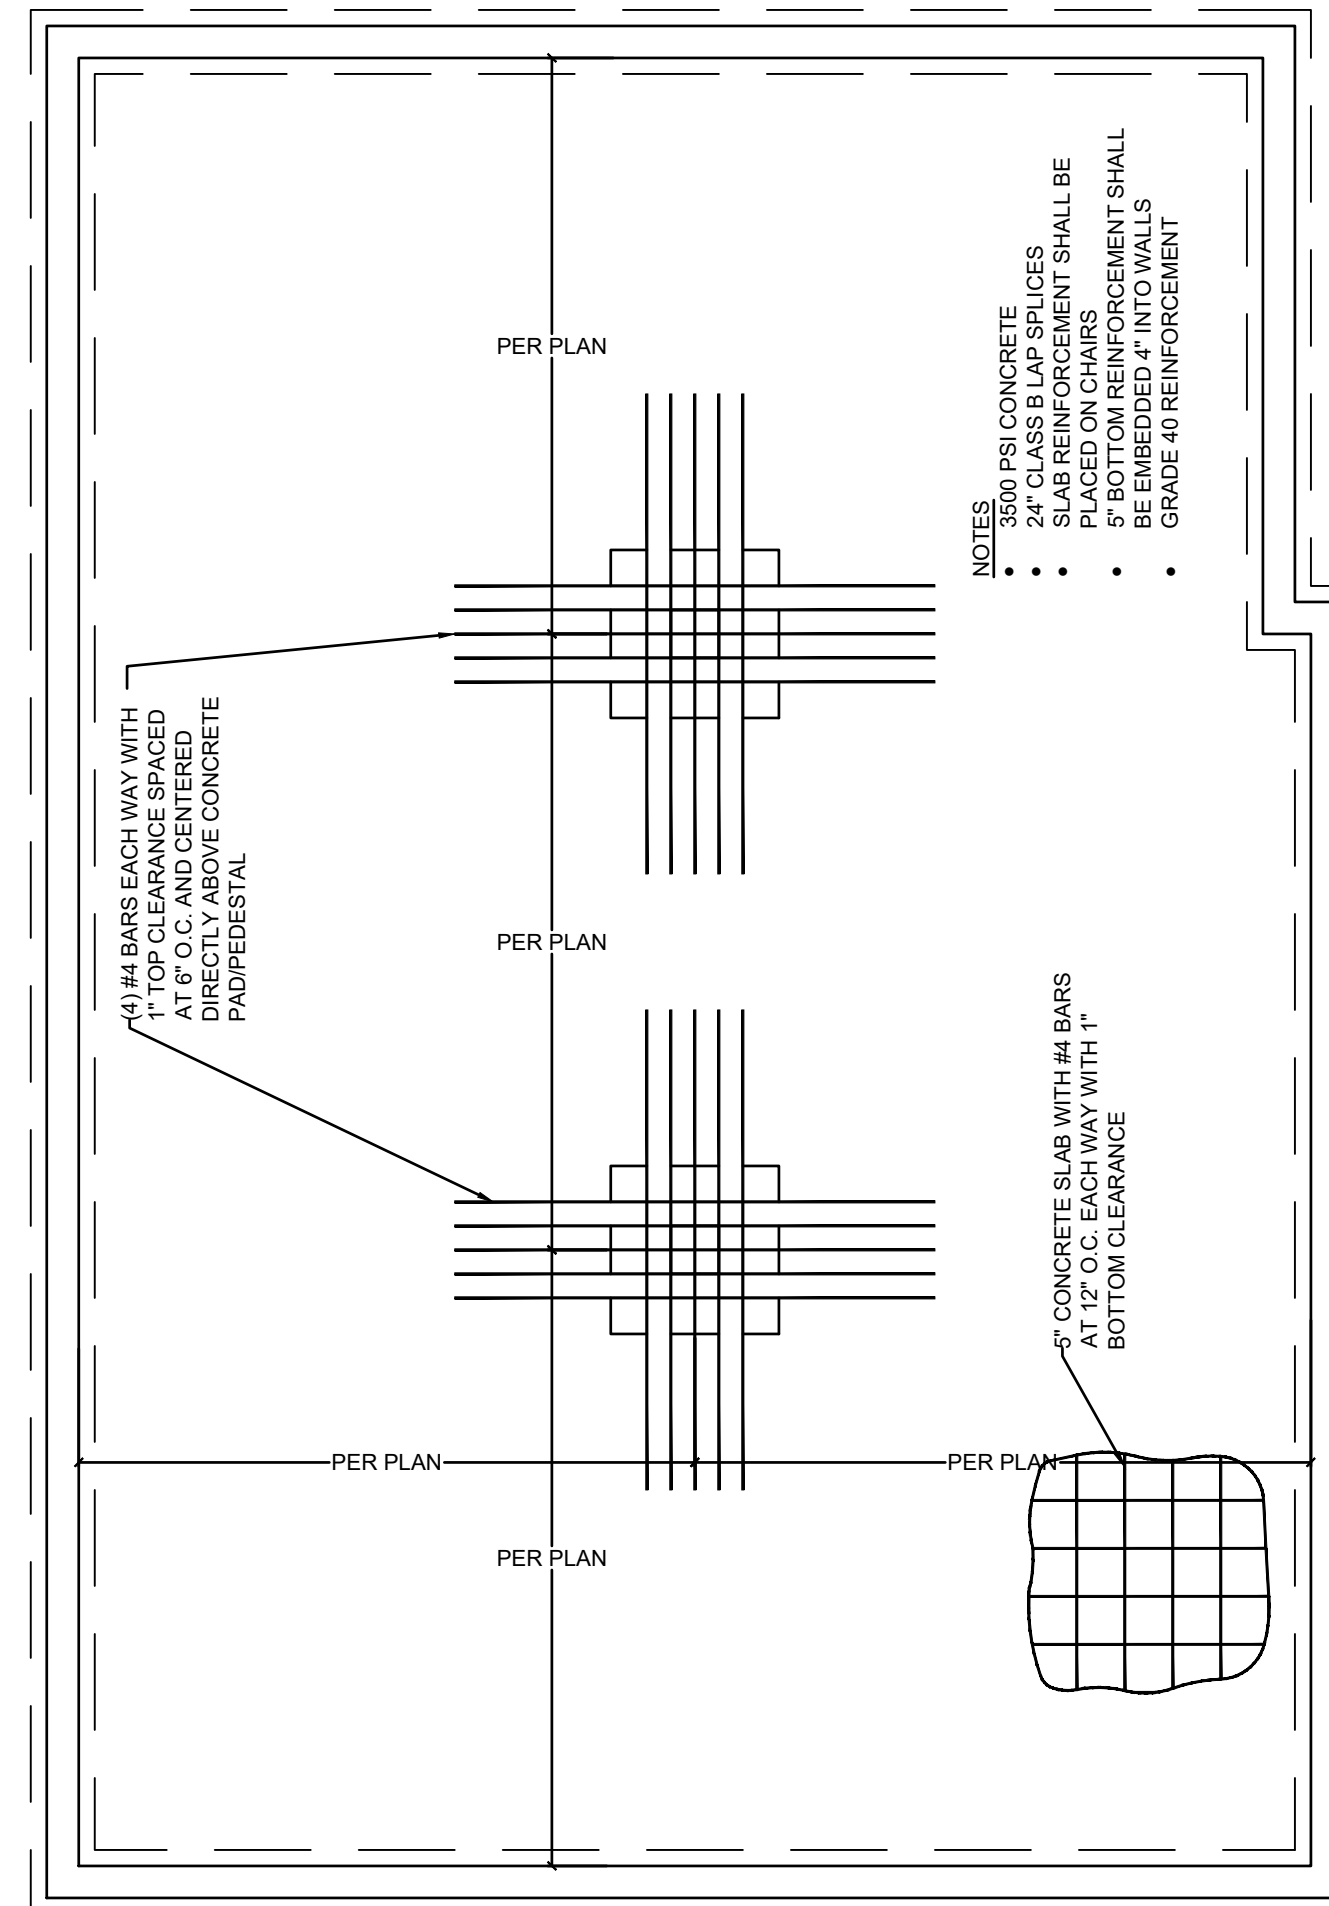 (4) #4 BARS EACH WAY WITH
1" TOP CLEARANCE SPACED
AT 6" O.C. AND CENTERED
DIRECTLY ABOVE CONCRETE
PAD/PEDESTAL
PER PLAN
PER PLAN
PER PLAN
PER PLAN
PER PLAN
NOTES
• 3500 PSI CONCRETE
• 24" CLASS B LAP SPLICES
• SLAB REINFORCEMENT SHALL BE
PLACED ON CHAIRS
• 5" BOTTOM REINFORCEMENT SHALL
BE EMBEDDED 4" INTO WALLS
• GRADE 40 REINFORCEMENT
5" CONCRETE SLAB WITH #4 BARS
AT 12" O.C. EACH WAY WITH 1"
BOTTOM CLEARANCE